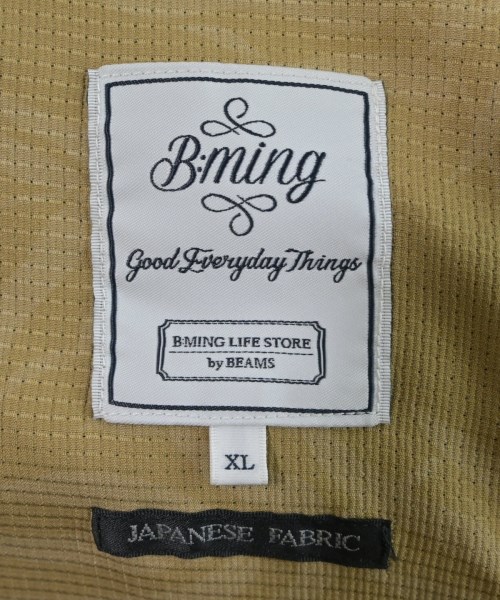 B:ming
Good Everyday Things
B:MING LIFE STORE
by BEAMS
XL
JAPANESE FABRIC